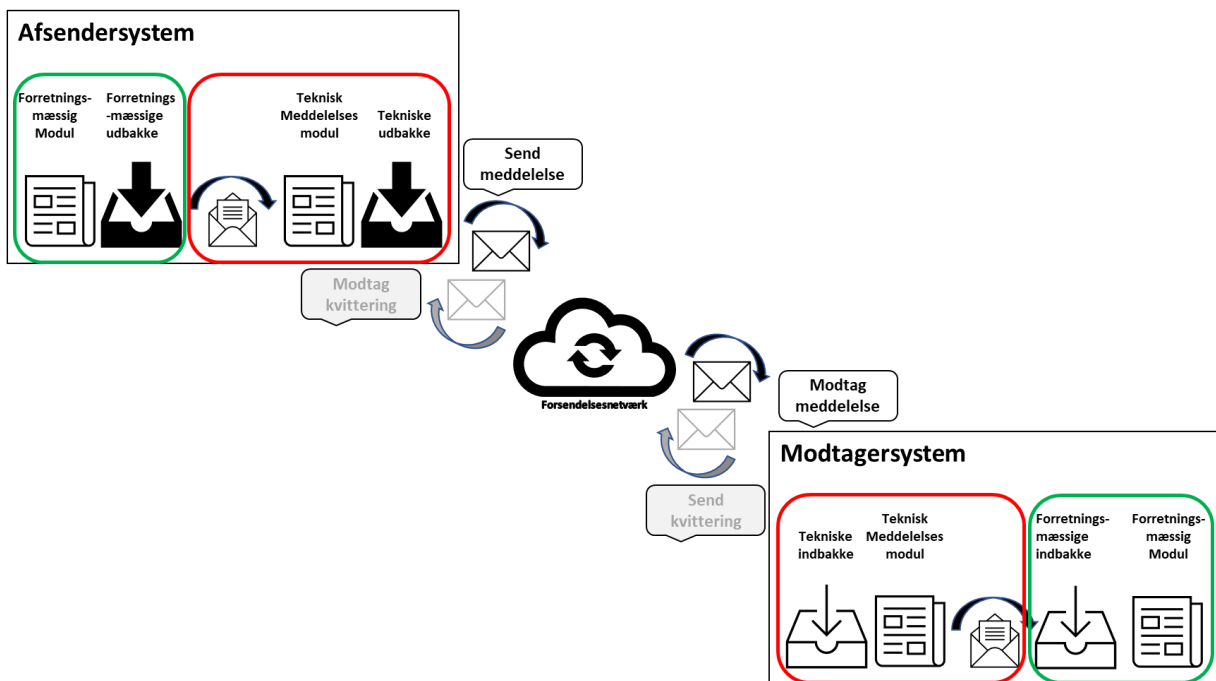 Afsendersystem
Forretnings-
mæssig
Modul
Forretnings
-mæssige
udbakke
Teknisk
Meddelelses
modul
Tekniske
udbakke
Send
meddelelse
Modtag
kvittering
Forsendelsesnetværk
Modtag
meddelelse
Send
kvittering
Modtagersystem
Tekniske
indbakke
Teknisk
Meddelelses
modul
Forretnings-
mæssige
indbakke
Forretnings-
mæssig
Modul